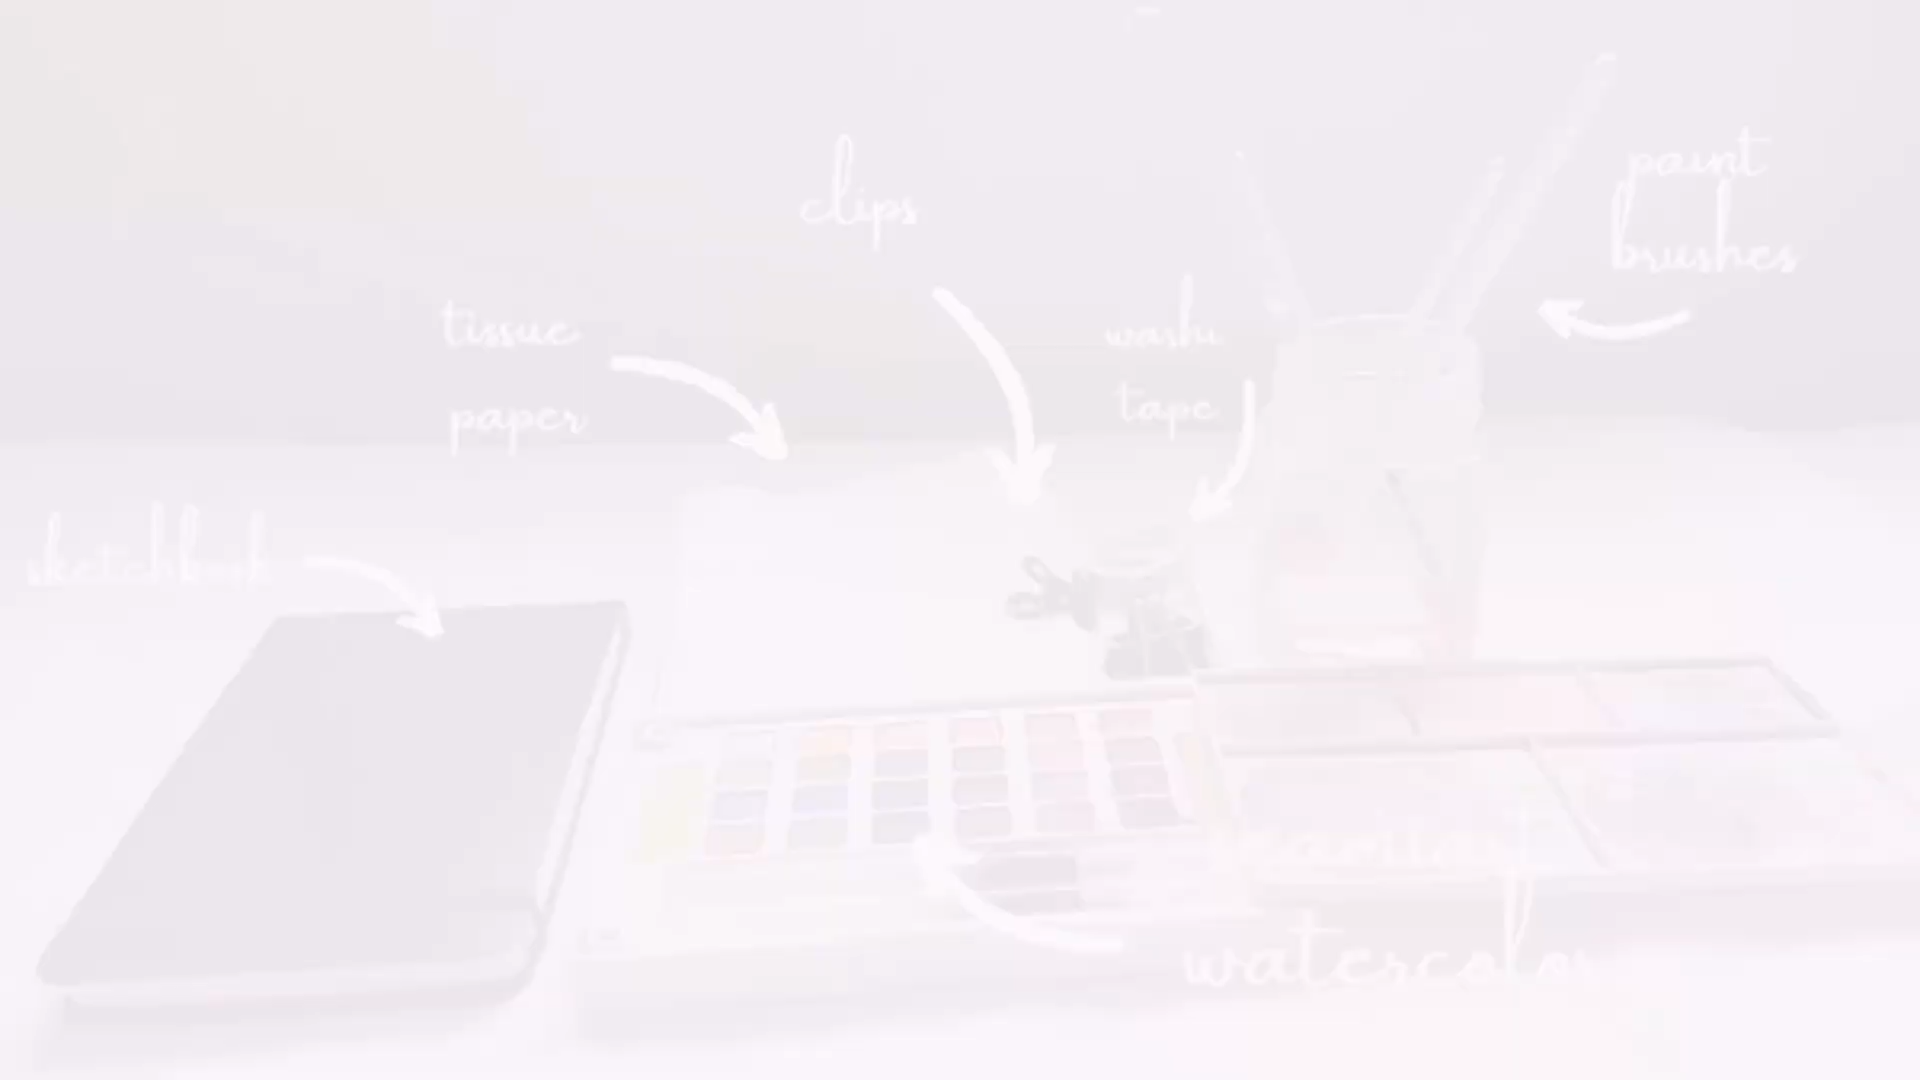 clips
paint
brushes
tissue
paper
washi
tape
sketchbook
watercolor